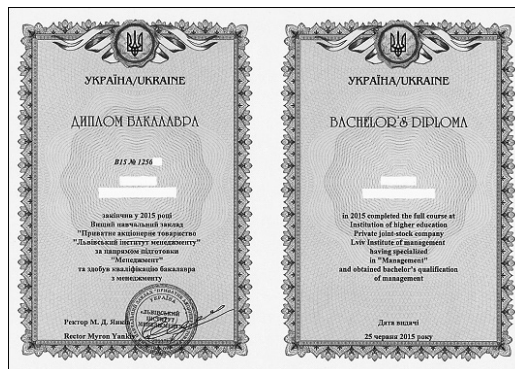 УКРАЇНА/UKRAINE
ДИПЛОМ БАКАЛАВРА
В15 № 1256
закінчив у 2015 році
Вищий навчальний заклад
"Приватне акціонерне товариство
"Львівський інститут менеджменту"
за напрямом підготовки
"Менеджмент"
та здобув кваліфікацію бакалавра
з менеджменту
Ректор М. Д.
Rector Myron
УКРАЇНА/UKRAINE
BACHELOR'S DIPLOMA
in 2015 completed the full course at
Institution of higher education
Private joint-stock company
Lviv Institute of management
having specialized
in "Management"
and obtained bachelor's qualification
of management
Дата видачі
25 червня 2015 року